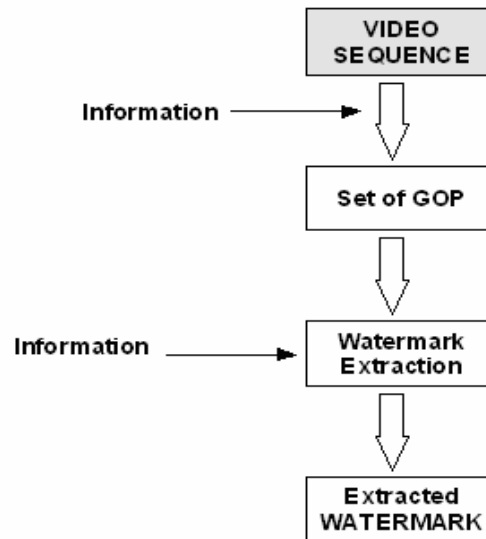 VIDEO
SEQUENCE
Information
Set of GOP
Information
Watermark
Extraction
Extracted
WATERMARK